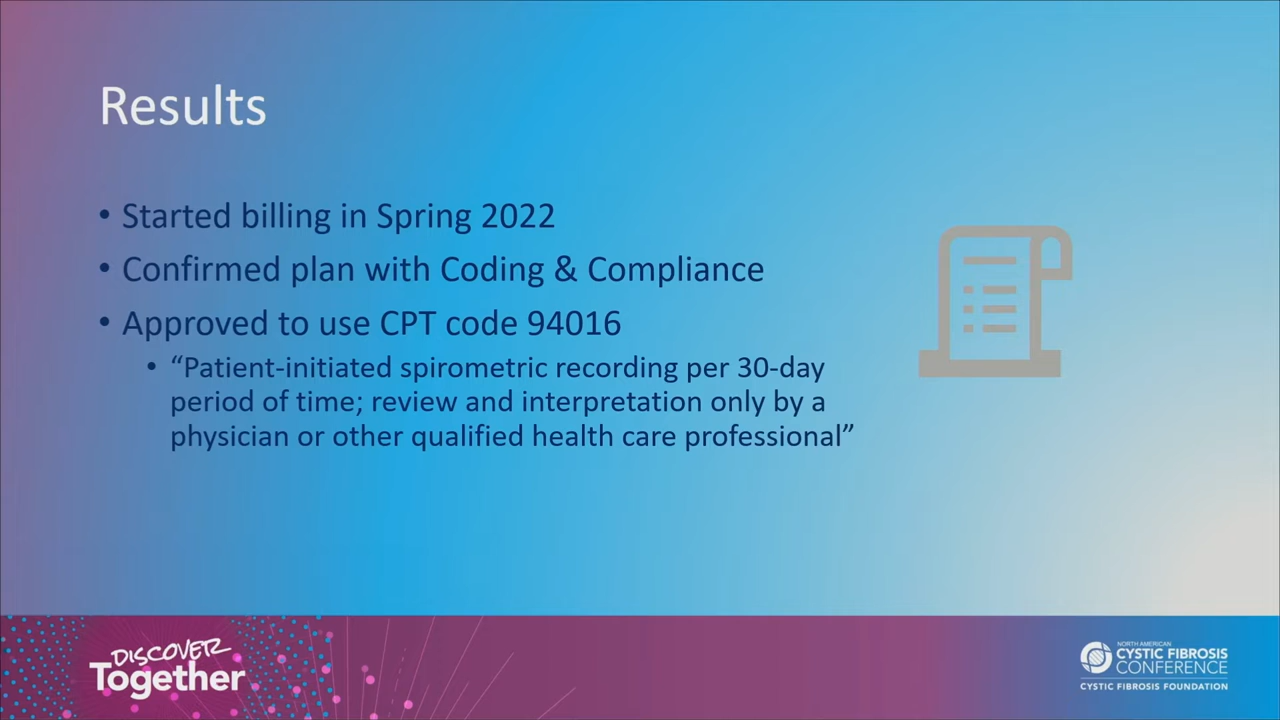 Results
• Started billing in Spring 2022
• Confirmed plan with Coding & Compliance
• Approved to use CPT code 94016
• “Patient-initiated spirometric recording per 30-day
period of time; review and interpretation only by a
physician or other qualified health care professional”
DISCOVER
Together
NORTH AMERICAN
CYSTIC FIBROSIS
CONFERENCE
CYSTIC FIBROSIS FOUNDATION